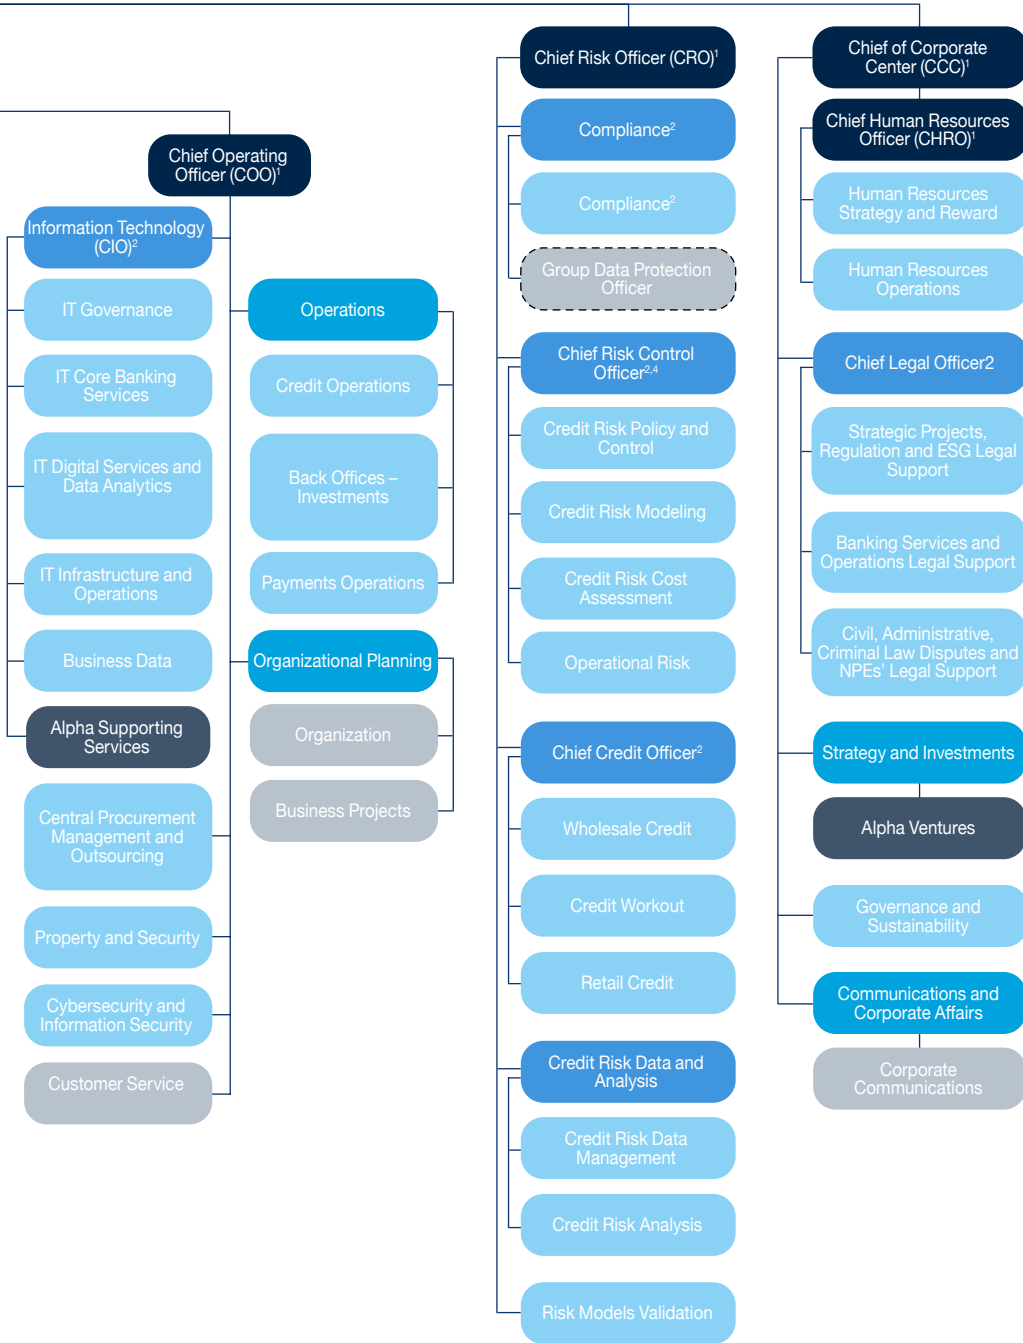 Chief Operating
Officer (COO)¹
Information Technology
(CIO)²
IT Governance
IT Core Banking
Services
IT Digital Services and
Data Analytics
IT Infrastructure and
Operations
Business Data
Alpha Supporting
Services
Central Procurement
Management and
Outsourcing
Property and Security
Cybersecurity and
Information Security
Customer Service
Operations
Credit Operations
Back Offices –
Investments
Payments Operations
Organizational Planning
Organization
Business Projects
Chief Risk Officer (CRO)¹
Compliance²
Compliance²
Group Data Protection
Officer
Chief Risk Control
Officer²,⁴
Credit Risk Policy and
Control
Credit Risk Modeling
Credit Risk Cost
Assessment
Operational Risk
Chief Credit Officer²
Wholesale Credit
Credit Workout
Retail Credit
Credit Risk Data and
Analysis
Credit Risk Data
Management
Credit Risk Analysis
Risk Models Validation
Chief of Corporate
Center (CCC)¹
Chief Human Resources
Officer (CHRO)¹
Human Resources
Strategy and Reward
Human Resources
Operations
Chief Legal Officer2
Strategic Projects,
Regulation and ESG Legal
Support
Banking Services and
Operations Legal Support
Civil, Administrative,
Criminal Law Disputes and
NPEs' Legal Support
Strategy and Investments
Alpha Ventures
Governance and
Sustainability
Communications and
Corporate Affairs
Corporate
Communications